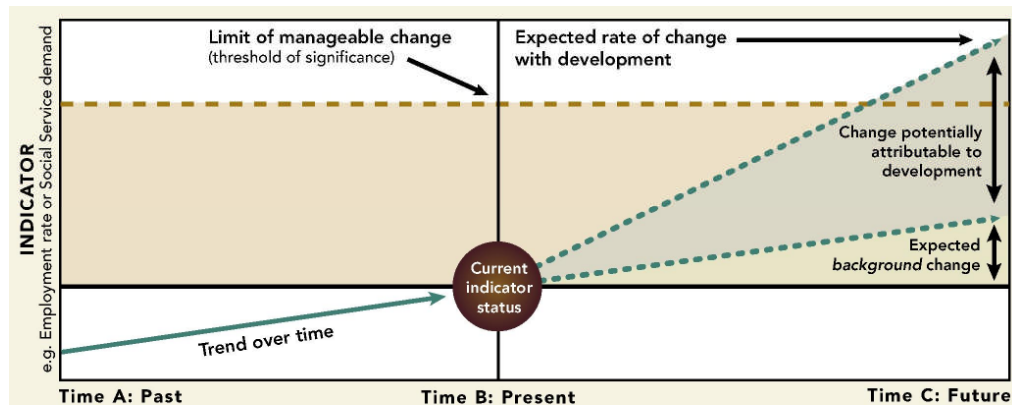 INDICATOR
e.g. Employment rate or Social Service demand
Limit of manageable change
(threshold of significance)
Expected rate of change
with development
Change potentially
attributable to
development
Expected
background change
Current
indicator
status
Trend over time
Time A: Past
Time B: Present
Time C: Future